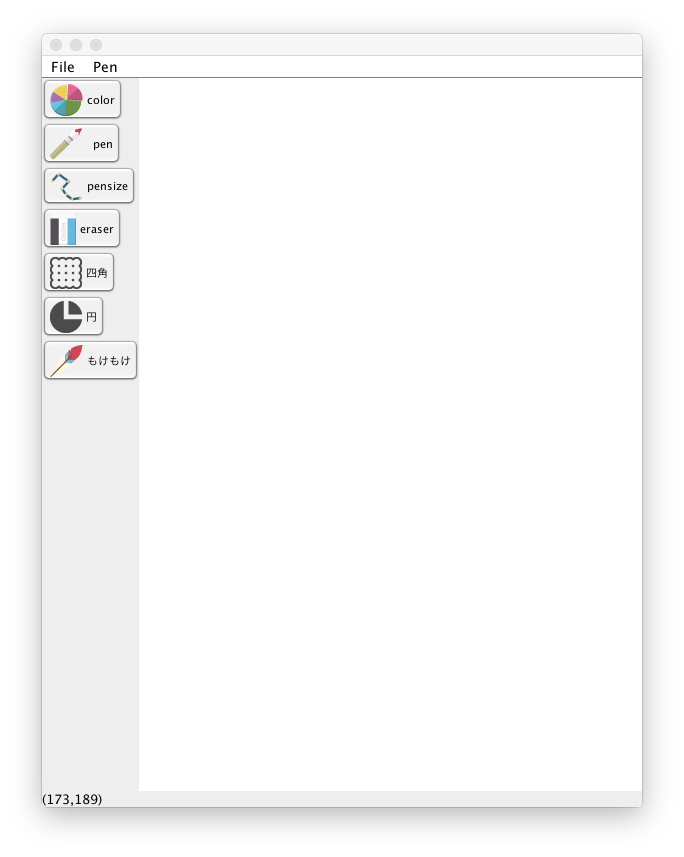 File Pen
color
pen
pensize
eraser
四角
円
もけもけ
(173,189)